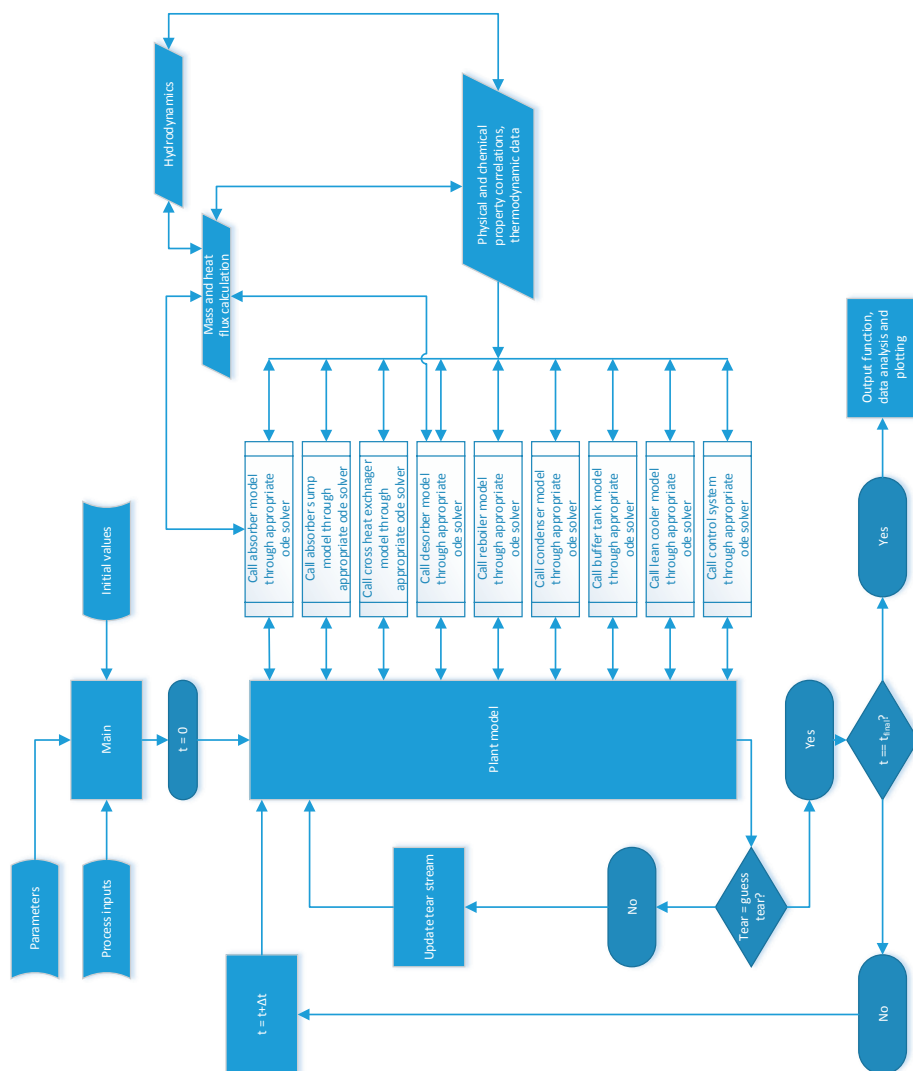 Parameters
Process inputs
Initial values
Main
t = 0
Plant model
t = t+Δt
Update tear stream
No
Tear = guess
tear?
Yes
t == tfinal?
No
Yes
Output function,
data analysis and
plotting
Call absorber model
through appropriate
ode solver
Call absorber sump
model through
appropriate ode solver
Call cross heat exchnager
model through
appropriate ode solver
Call desorber model
through appropriate
ode solver
Call reboiler model
through appropriate
ode solver
Call condenser model
through appropriate
ode solver
Call buffer tank model
through appropriate
ode solver
Call lean cooler model
through appropriate
ode solver
Call control system
through appropriate
ode solver
Mass and heat
flux calculation
Hydrodynamics
Physical and chemical
property correlations,
thermodynamic data